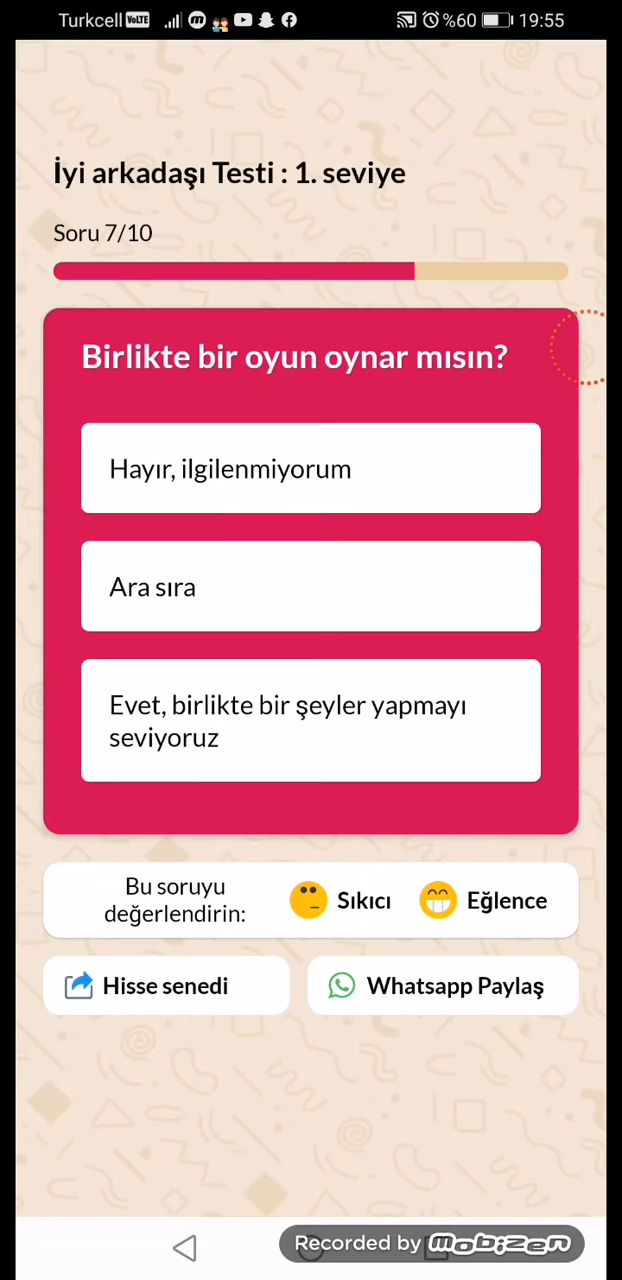 Turkcell VoLTE %60 19:55
İyi arkadaşı Testi : 1. seviye
Soru 7/10
Birlikte bir oyun oynar mısın?
Hayır, ilgilenmiyorum
Ara sıra
Evet, birlikte bir şeyler yapmayı
seviyoruz
Bu soruyu
değerlendirin:
Sıkıcı
Eğlence
Hisse senedi
Whatsapp Paylaş
Recorded by mobizen